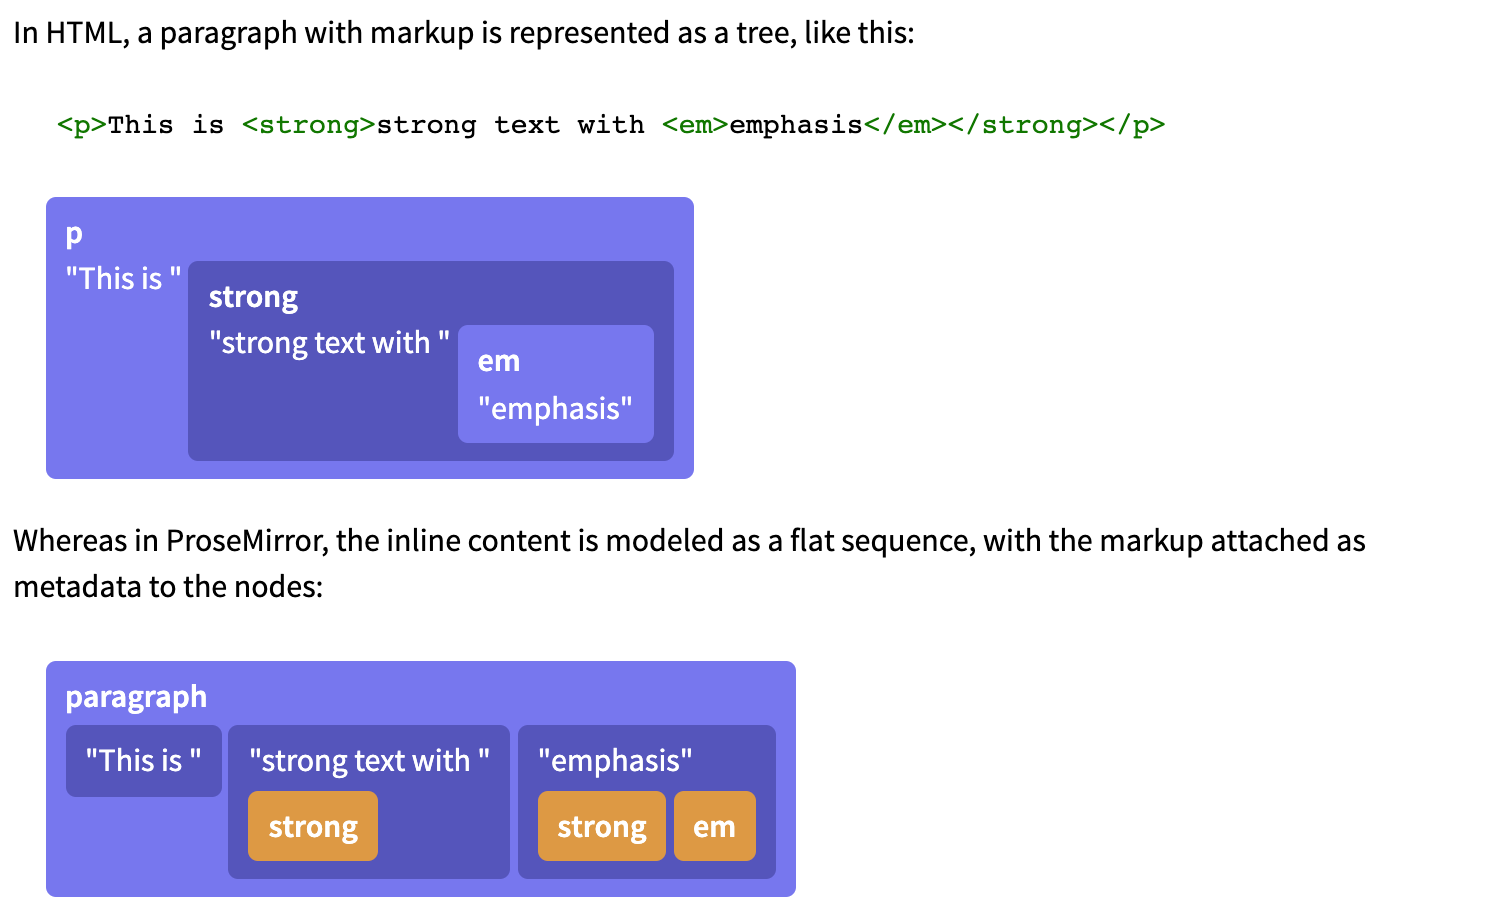 In HTML, a paragraph with markup is represented as a tree, like this:
<p>This is <strong>strong text with <em>emphasis</em></strong></p>
p
"This is "
strong
"strong text with "
em
"emphasis"
Whereas in ProseMirror, the inline content is modeled as a flat sequence, with the markup attached as
metadata to the nodes:
paragraph
"This is "
"strong text with "
strong
"emphasis"
strong
em